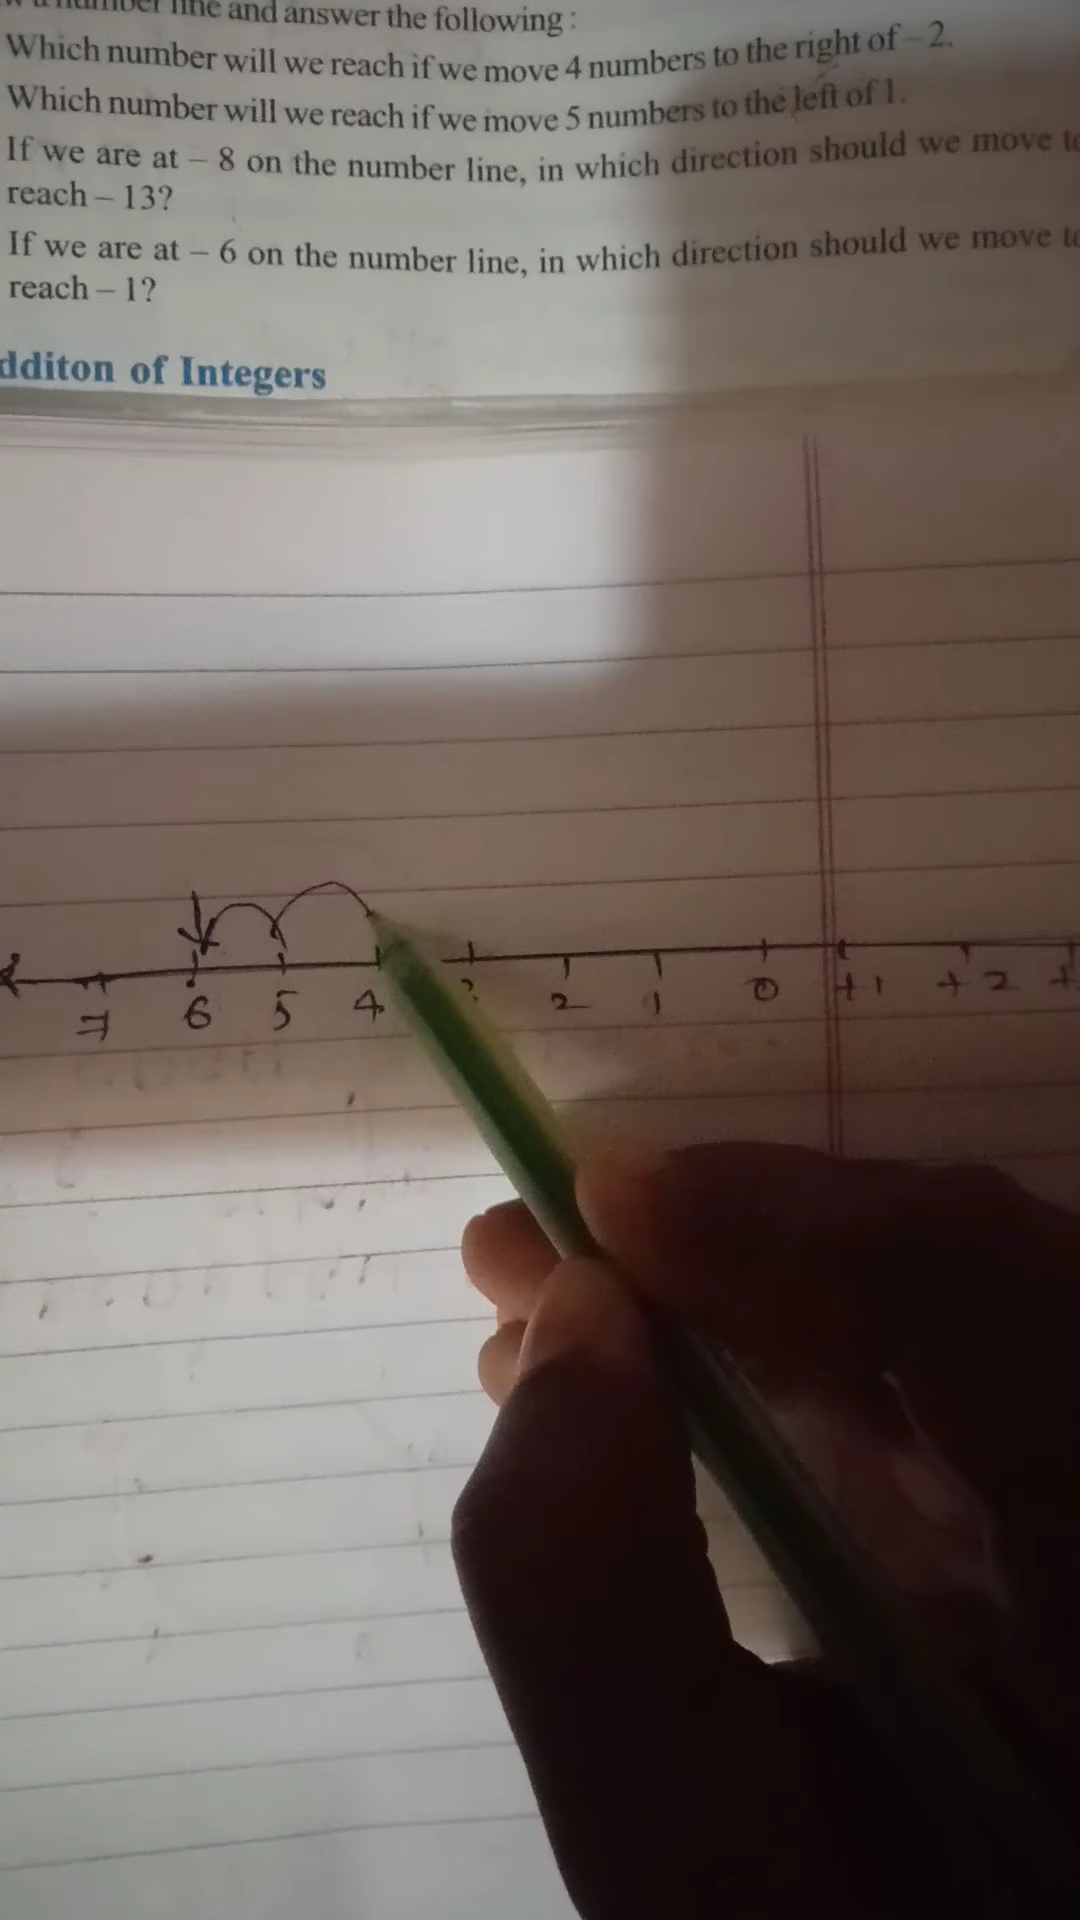 number line and answer the following :
Which number will we reach if we move 4 numbers to the right of – 2.
Which number will we reach if we move 5 numbers to the left of 1.
If we are at – 8 on the number line, in which direction should we move to
reach – 13?
If we are at – 6 on the number line, in which direction should we move to
reach – 1?
dditon of Integers
7 6 5 4 2 1 0 +1 +2 +